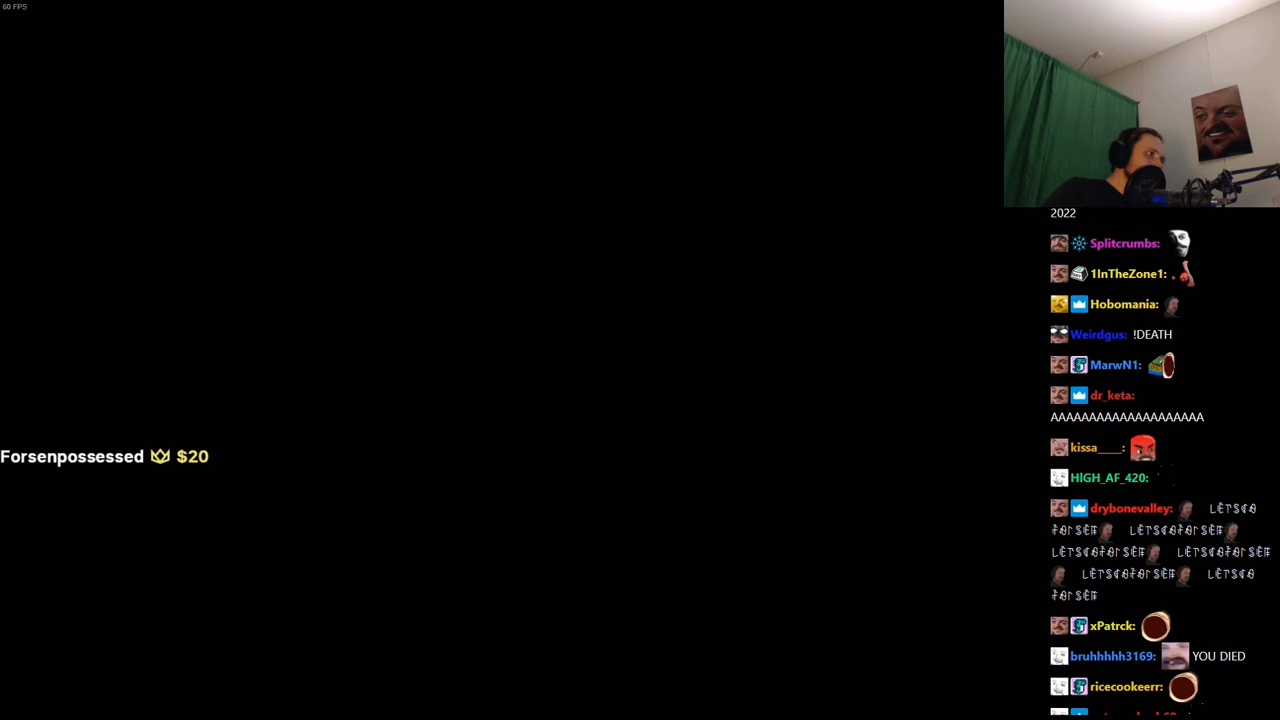 60 FPS
2022
Splitcrumbs:
1InTheZone1:
Hobomania:
Weirdgus: !DEATH
MarwN1:
dr_keta:
AAAAAAAAAAAAAAAAAAAA
kissa____:
Forsenpossessed $20
HIGH_AF_420:
drybonevalley:
xPatrck:
bruhhhhh3169: YOU DIED
ricecookeerr: